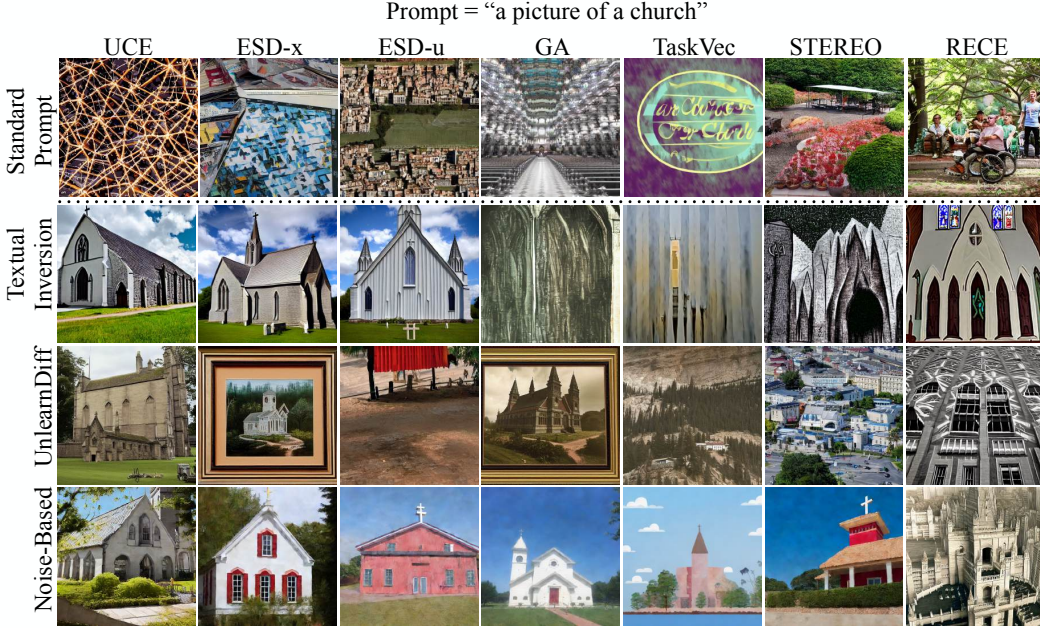 Prompt = “a picture of a church”
UCE ESD-x ESD-u GA TaskVec STEREO RECE
Standard
Prompt
Textual
Inversion
UnlearnDiff
Noise-Based